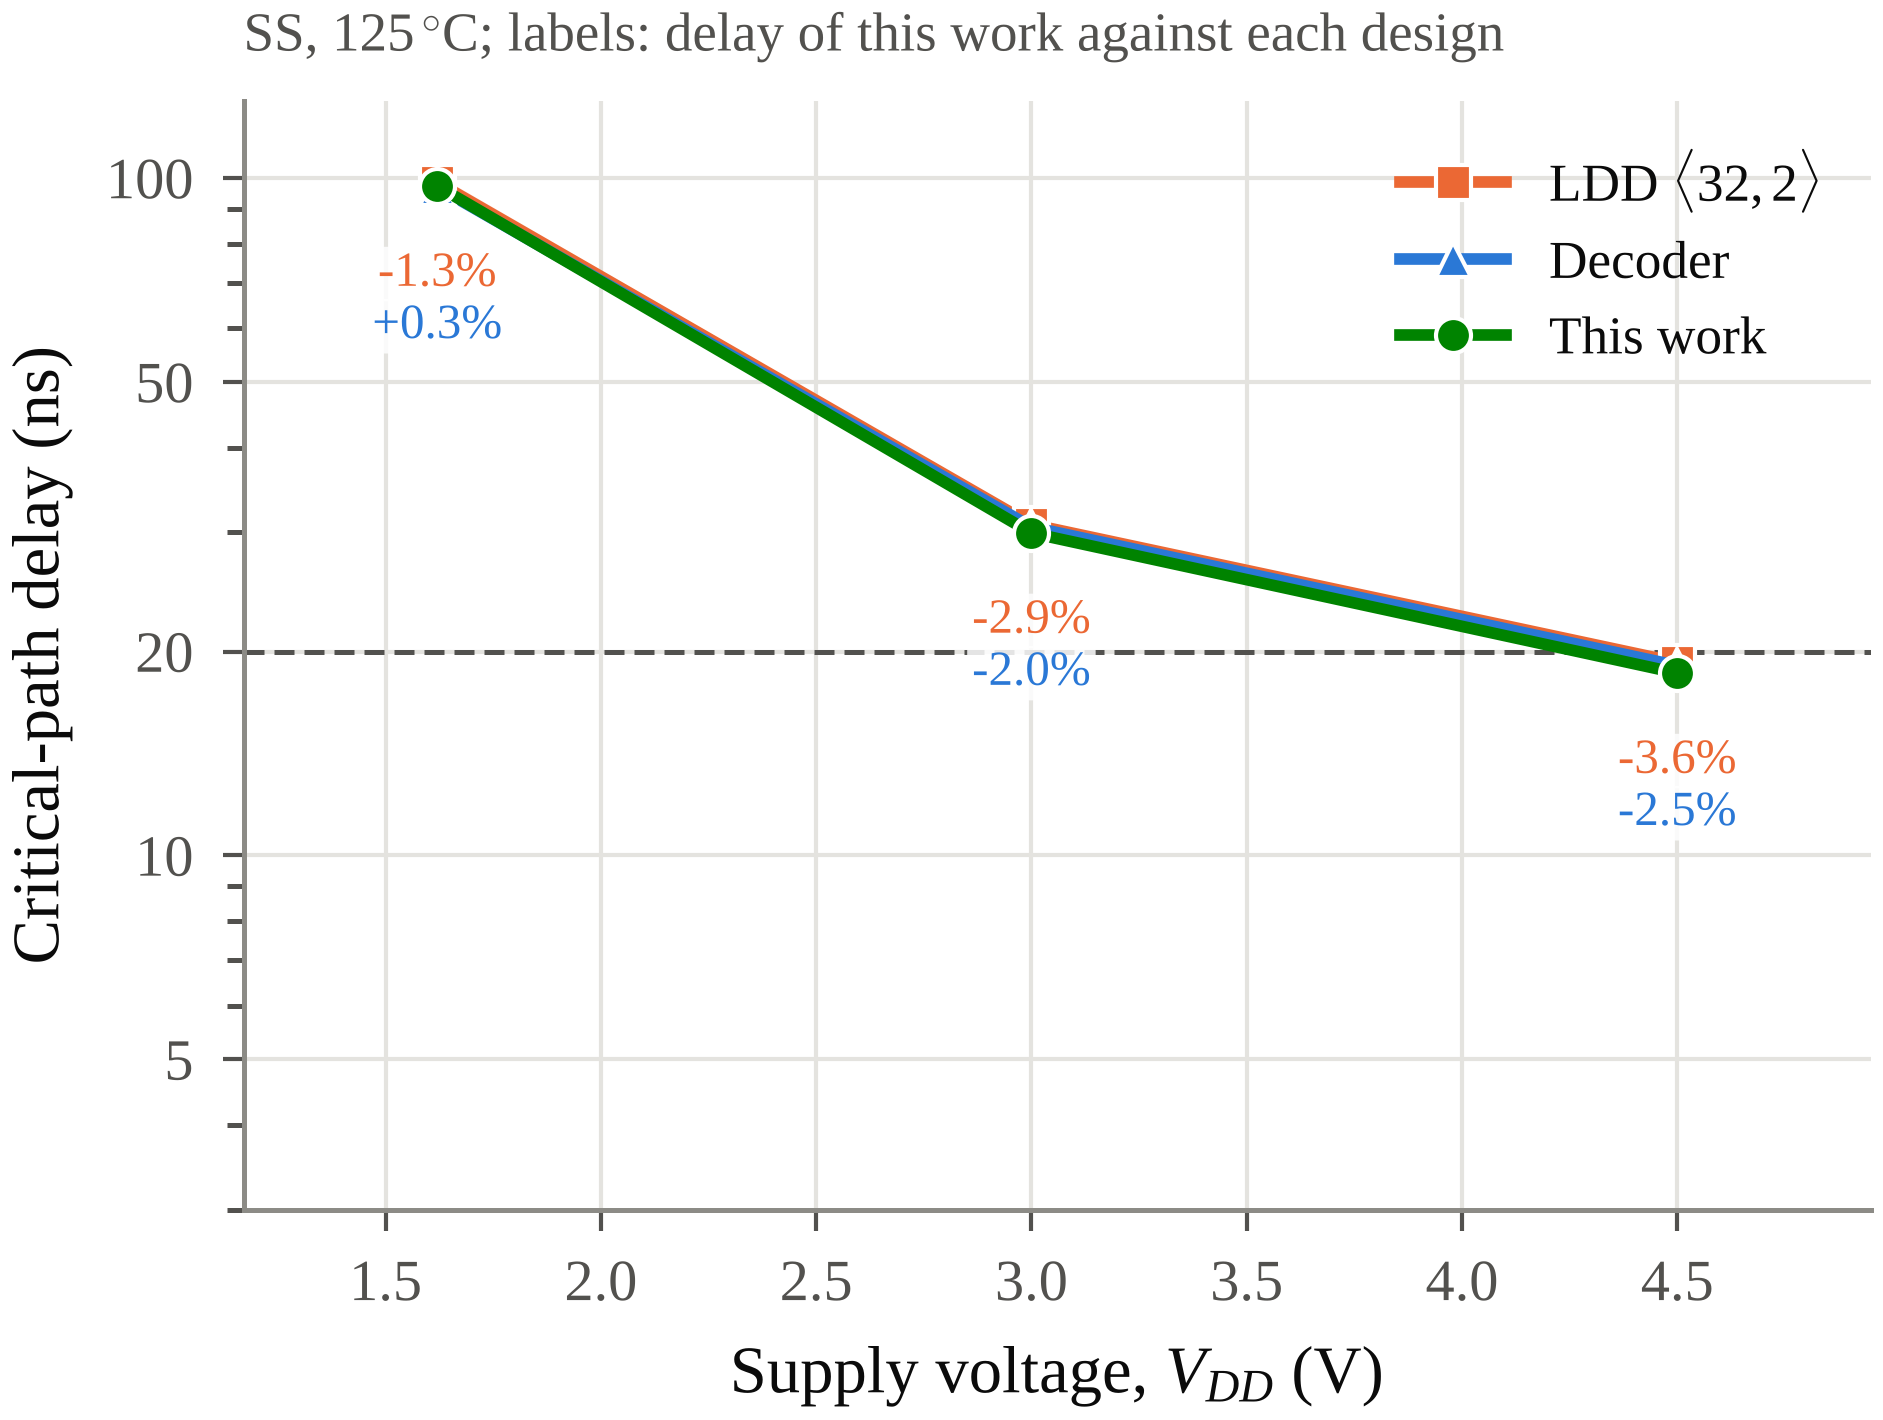 SS, 125 °C; labels: delay of this work against each design
Critical-path delay (ns)
100
50
20
10
5
LDD ⟨32, 2⟩
Decoder
This work
-1.3%
+0.3%
-2.9%
-2.0%
-3.6%
-2.5%
1.5 2.0 2.5 3.0 3.5 4.0 4.5
Supply voltage, V_DD (V)